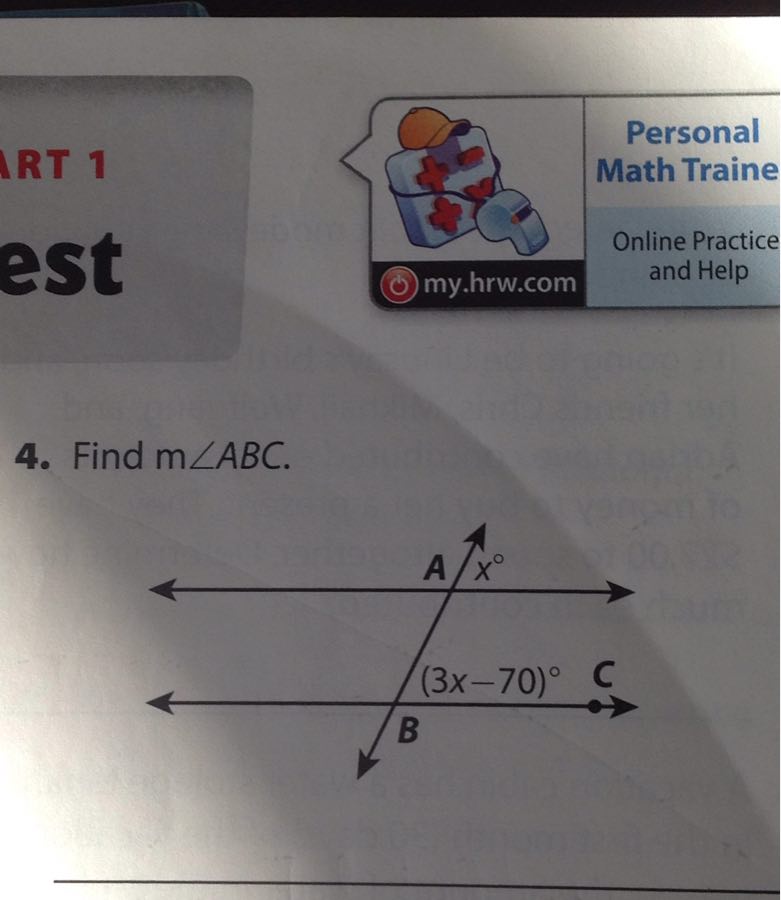 ART 1
est
Personal
Math Traine
Online Practice
and Help
my.hrw.com
4. Find m∠ABC.
A
x°
(3x−70)°
C
B